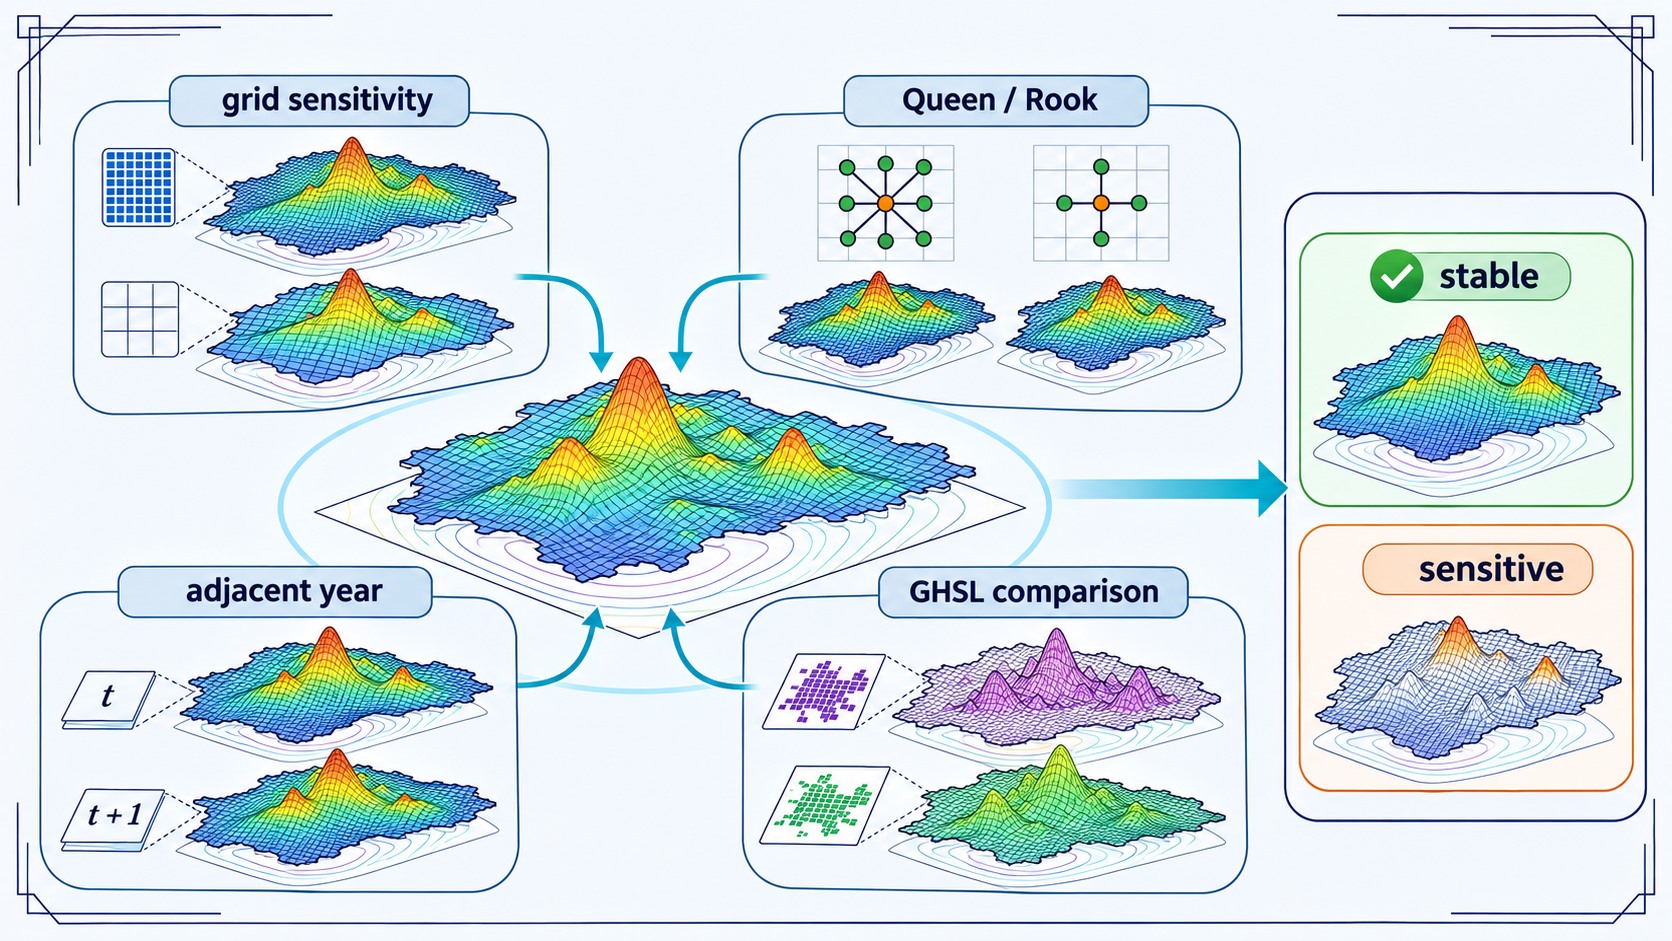 grid sensitivity
Queen / Rook
stable
sensitive
adjacent year
t
t+1
GHSL comparison